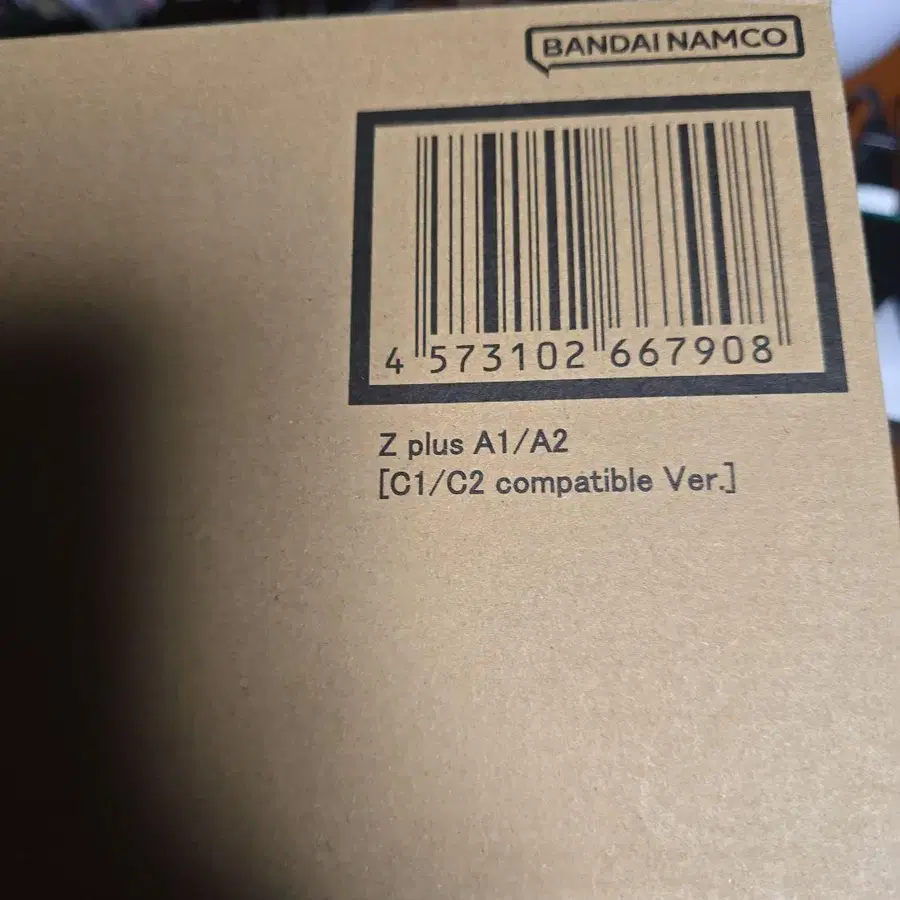 BANDAI NAMCO
4 573102 667908
Z plus A1/A2
[C1/C2 compatible Ver.]